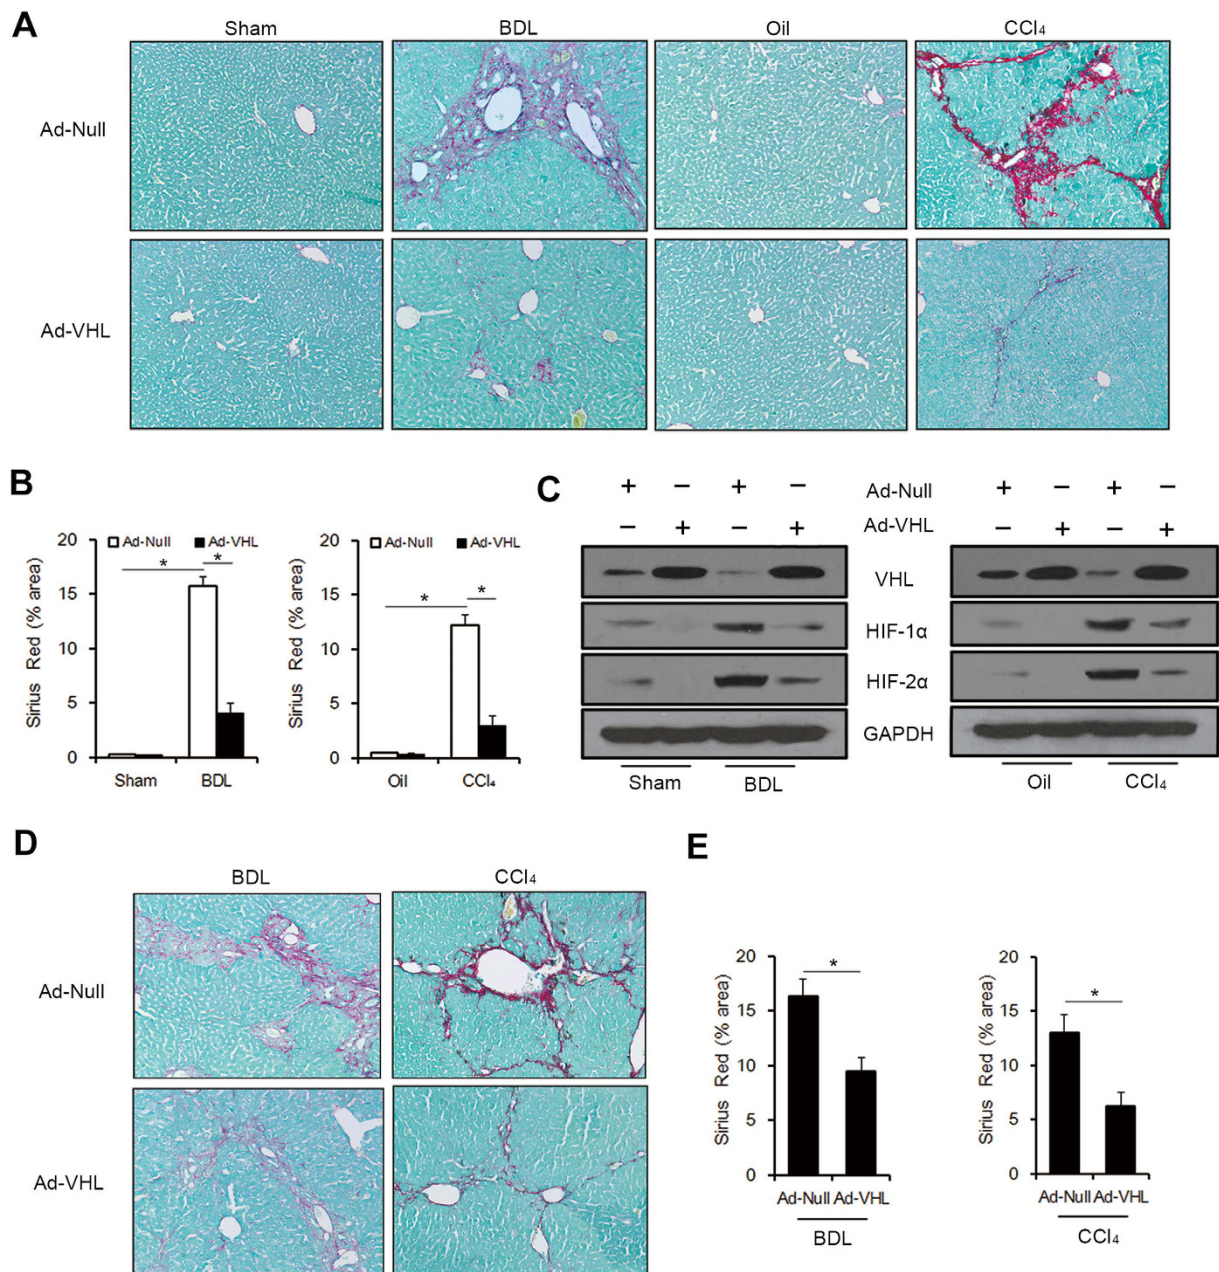 A
Sham BDL Oil CCl₄
Ad-Null
Ad-VHL
B
20
15
10
5
0
Sirius Red (% area)
Ad-Null Ad-VHL
* *
Sham BDL
20
15
10
5
0
Sirius Red (% area)
Ad-Null Ad-VHL
* *
Oil CCl₄
C
+ − + − Ad-Null + − + −
− + − + Ad-VHL − + − +
VHL
HIF-1α
HIF-2α
GAPDH
Sham BDL Oil CCl₄
D
BDL CCl₄
Ad-Null
Ad-VHL
E
20
15
10
5
0
Sirius Red (% area)
*
Ad-Null Ad-VHL
BDL
20
15
10
5
0
Sirius Red (% area)
*
Ad-Null Ad-VHL
CCl₄